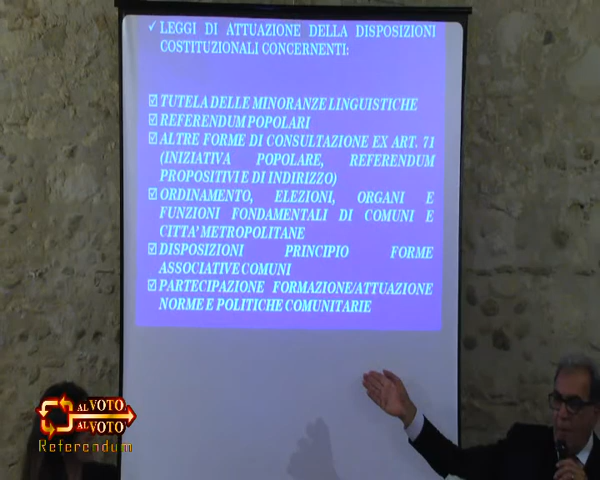 ✓ LEGGI DI ATTUAZIONE DELLA DISPOSIZIONI
COSTITUZIONALI CONCERNENTI:
☑ TUTELA DELLE MINORANZE LINGUISTICHE
☑ REFERENDUM POPOLARI
☑ ALTRE FORME DI CONSULTAZIONE EX ART. 71
(INIZIATIVA POPOLARE, REFERENDUM
PROPOSITIVI E DI INDIRIZZO)
☑ ORDINAMENTO, ELEZIONI, ORGANI E
FUNZIONI FONDAMENTALI DI COMUNI E
CITTA' METROPOLITANE
☑ DISPOSIZIONI PRINCIPIO FORME
ASSOCIATIVE COMUNI
☑ PARTECIPAZIONE FORMAZIONE/ATTUAZIONE
NORME E POLITICHE COMUNITARIE
AL VOTO,
AL VOTO
Referendum